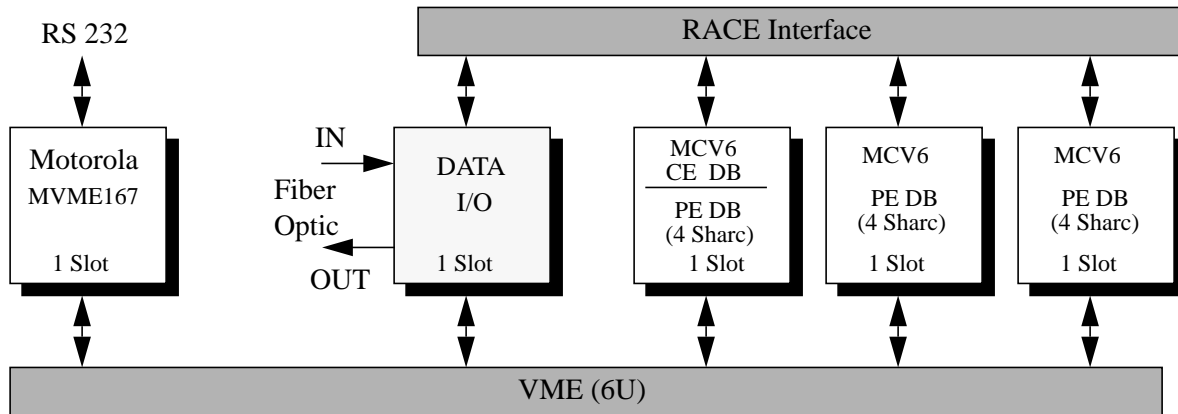 RS 232
RACE Interface
Motorola
MVME167
1 Slot
IN
Fiber
Optic
OUT
DATA
I/O
1 Slot
MCV6
CE DB
PE DB
(4 Sharc)
1 Slot
MCV6
PE DB
(4 Sharc)
1 Slot
MCV6
PE DB
(4 Sharc)
1 Slot
VME (6U)